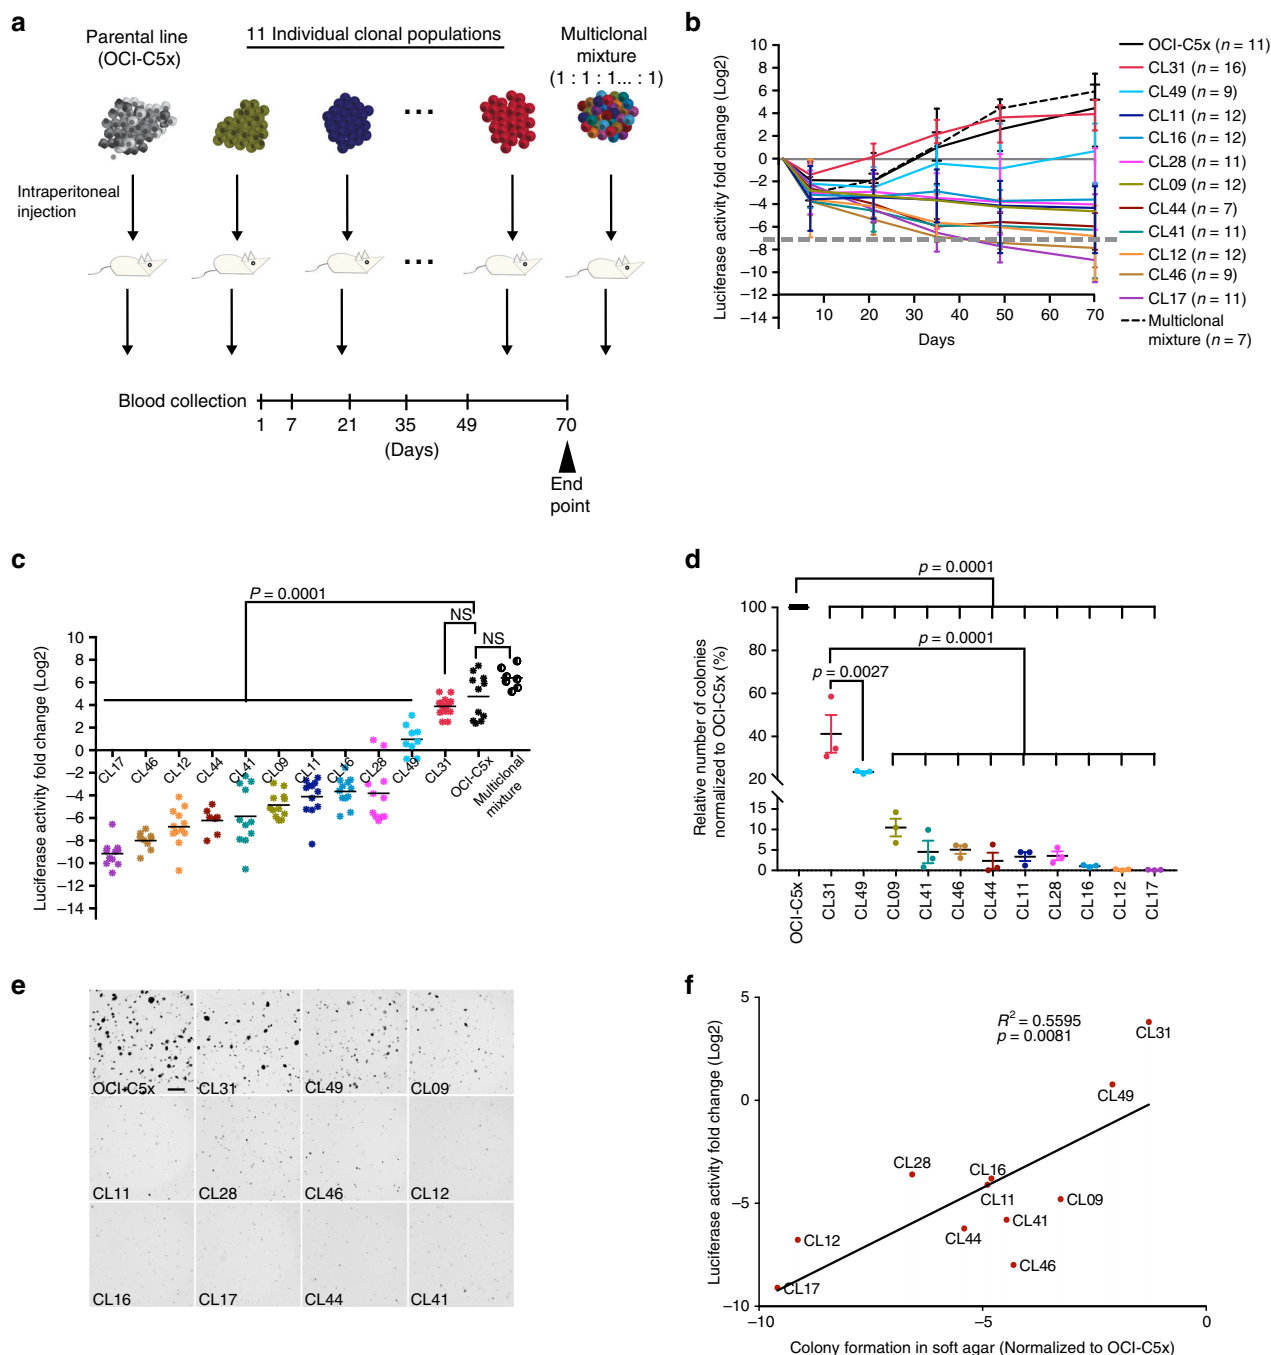 a
Parental line
(OCI-C5x)
11 Individual clonal populations
Multiclonal
mixture
(1 : 1 : 1... : 1)
...
Intraperitoneal
injection
...
Blood collection
1 7 21 35 49 70
(Days)
End
point
b
Luciferase activity fold change (Log2)
10
8
6
4
2
0
−2
−4
−6
−8
−10
−12
−14
10 20 30 40 50 60 70
Days
OCI-C5x (n = 11)
CL31 (n = 16)
CL49 (n = 9)
CL11 (n = 12)
CL16 (n = 12)
CL28 (n = 11)
CL09 (n = 12)
CL44 (n = 7)
CL41 (n = 11)
CL12 (n = 12)
CL46 (n = 9)
CL17 (n = 11)
Multiclonal
mixture (n = 7)
c
P = 0.0001
NS
NS
Luciferase activity fold change (Log2)
10
8
6
4
2
0
−2
−4
−6
−8
−10
−12
−14
CL17 CL46 CL12 CL44 CL41 CL09 CL11 CL16 CL28 CL49 CL31 OCI-C5x Multiclonal
mixture
d
p = 0.0001
p = 0.0001
p = 0.0027
Relative number of colonies
normalized to OCI-C5x (%)
100
80
60
40
20
15
10
5
0
OCI-C5x CL31 CL49 CL09 CL41 CL46 CL44 CL11 CL28 CL16 CL12 CL17
e
OCI-C5x CL31 CL49 CL09
CL11 CL28 CL46 CL12
CL16 CL17 CL44 CL41
f
Luciferase activity fold change (Log2)
5
0
−5
−10
R² = 0.5595
p = 0.0081
CL31
CL49
CL28
CL16
CL11
CL09
CL41
CL44
CL12
CL46
CL17
−10 −5 0
Colony formation in soft agar (Normalized to OCI-C5x)